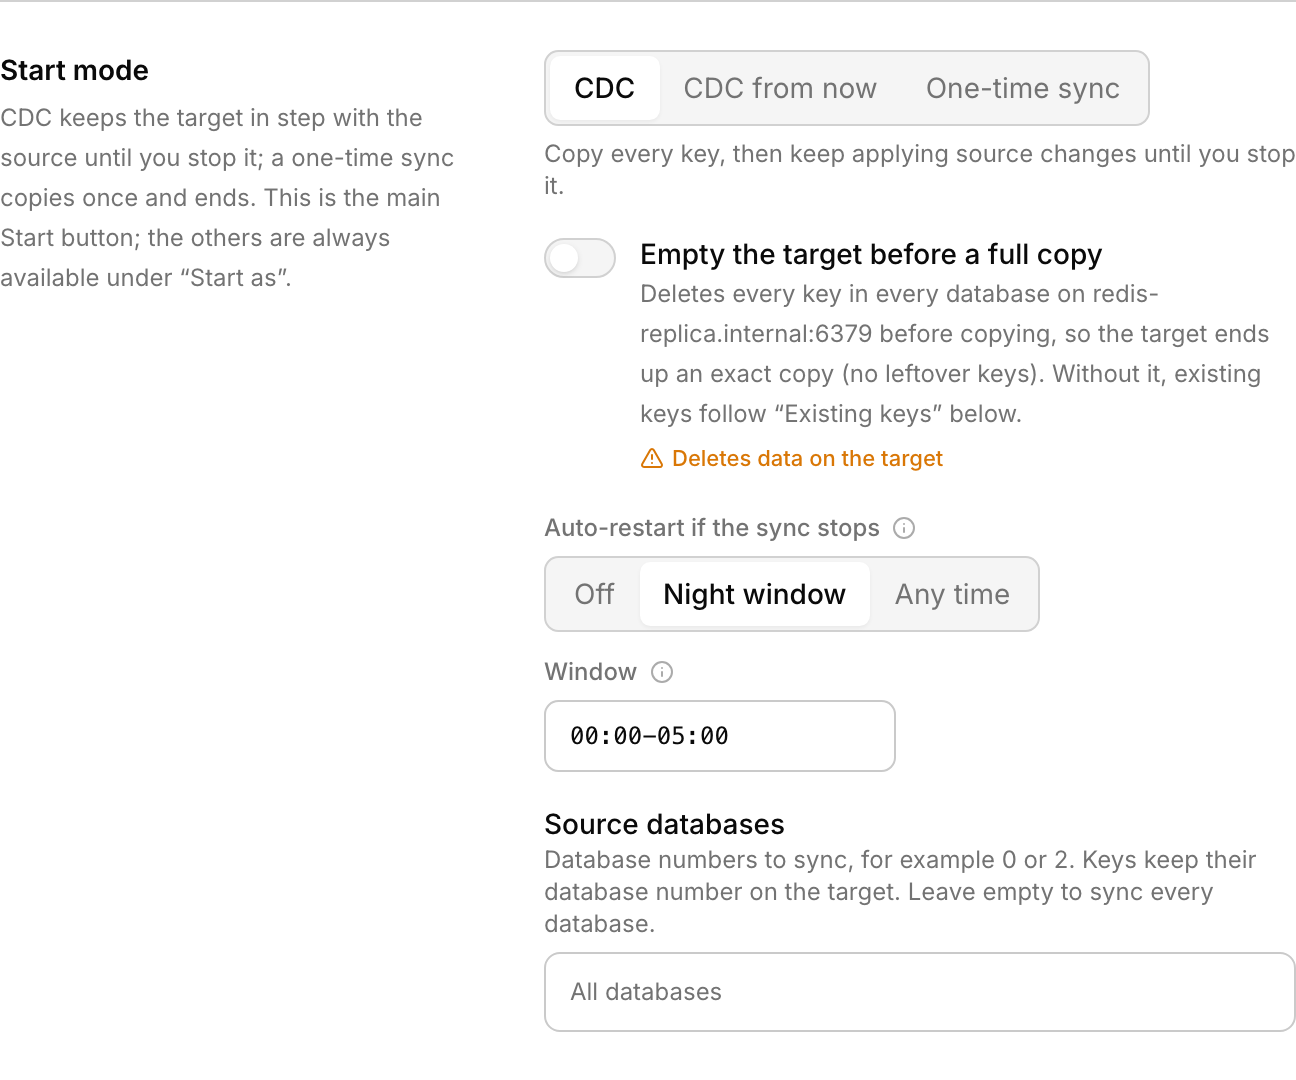 Start mode
CDC keeps the target in step with the
source until you stop it; a one-time sync
copies once and ends. This is the main
Start button; the others are always
available under “Start as”.
CDC
CDC from now
One-time sync
Copy every key, then keep applying source changes until you stop
it.
Empty the target before a full copy
Deletes every key in every database on redis-
replica.internal:6379 before copying, so the target ends
up an exact copy (no leftover keys). Without it, existing
keys follow “Existing keys” below.
Deletes data on the target
Auto-restart if the sync stops
Off
Night window
Any time
Window
00:00–05:00
Source databases
Database numbers to sync, for example 0 or 2. Keys keep their
database number on the target. Leave empty to sync every
database.
All databases